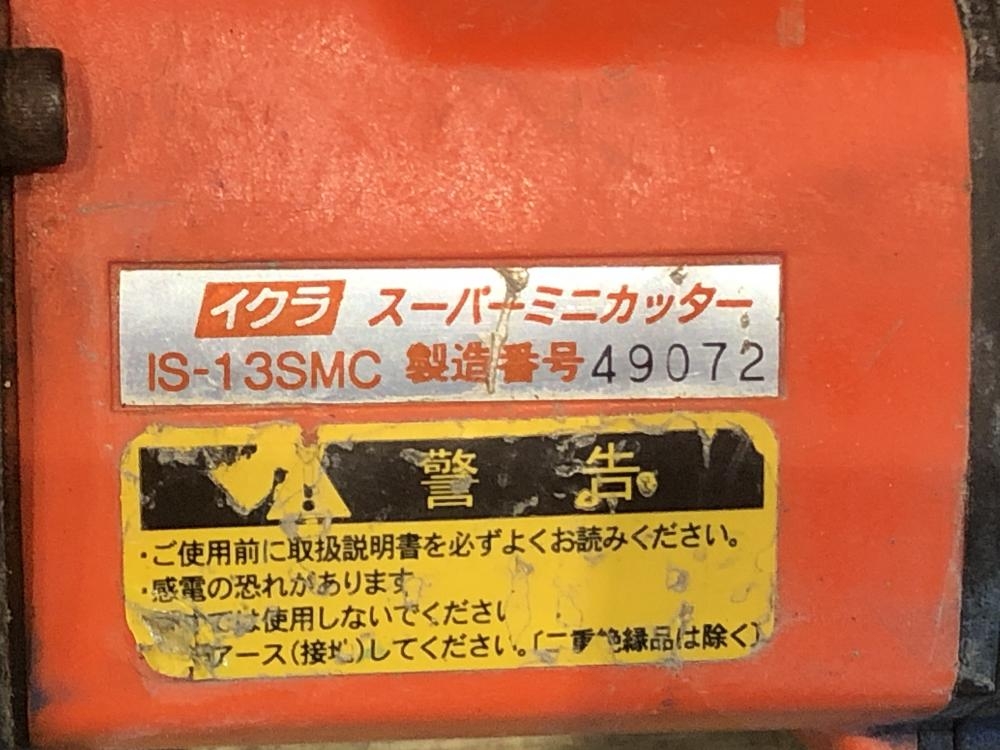 イクラ スーパーミニカッター
IS-13SMC 製造番号 49072
警告
・ご使用前に取扱説明書を必ずよくお読みください。
・感電の恐れがあります
ては使用しないでください
アース(接地)してください。(二重絶縁品は除く)